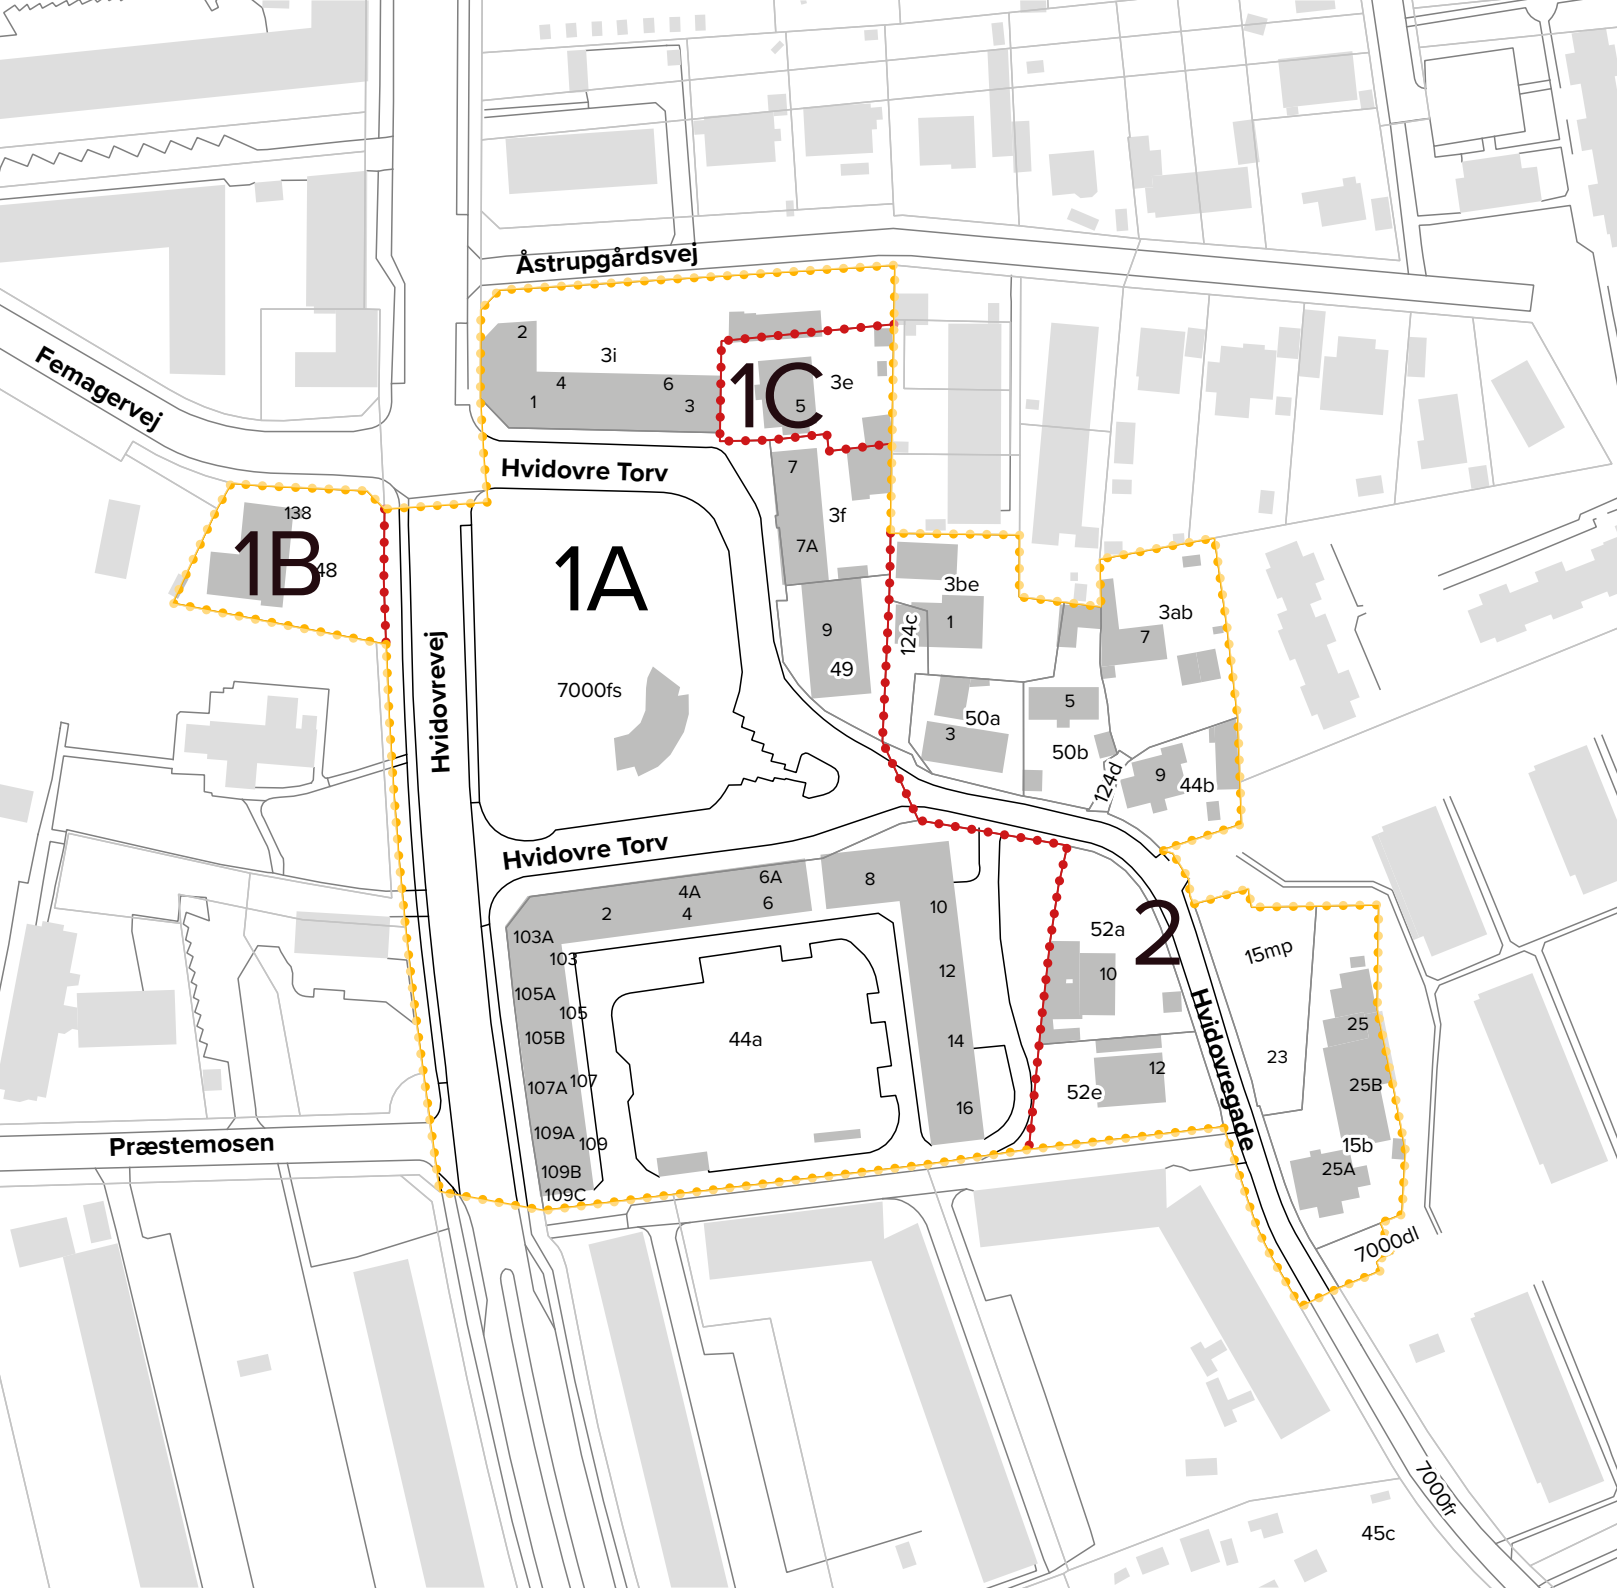 Åstrupgårdsvej
2
3i
4
6
1
3
1C
3e
5
Femagervej
Hvidovre Torv
7
3f
7A
138
1B
48
1A
3be
124c
1
3ab
7
9
49
Hvidovrevej
7000fs
50a
3
5
50b
124d
9
44b
Hvidovre Torv
6A
4A
6
2
4
8
10
103A
103
105A
105
105B
107A
107
109A
109
109B
109C
44a
12
14
16
52a
2
10
12
52e
Hvidovregade
15mp
23
25
25B
15b
25A
7000dl
Præstemosen
7000fr
45c